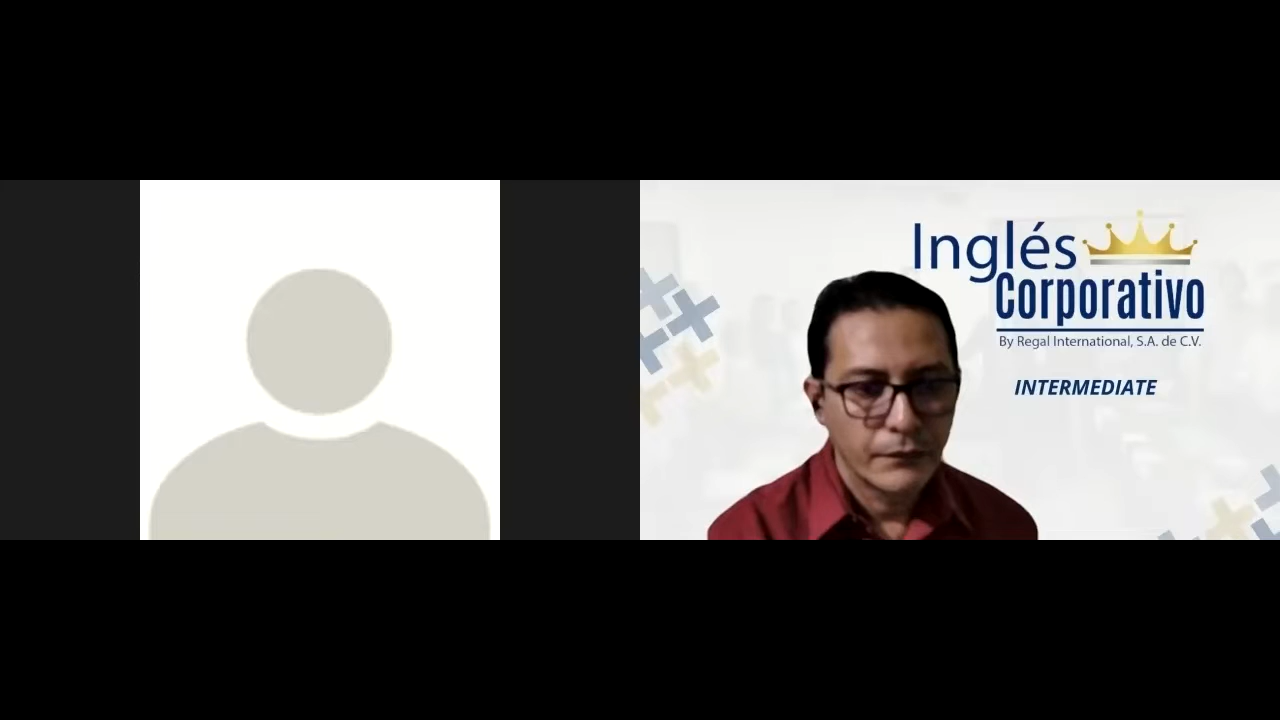 Inglés
Corporativo
By Regal International, S.A. de C.V.
INTERMEDIATE